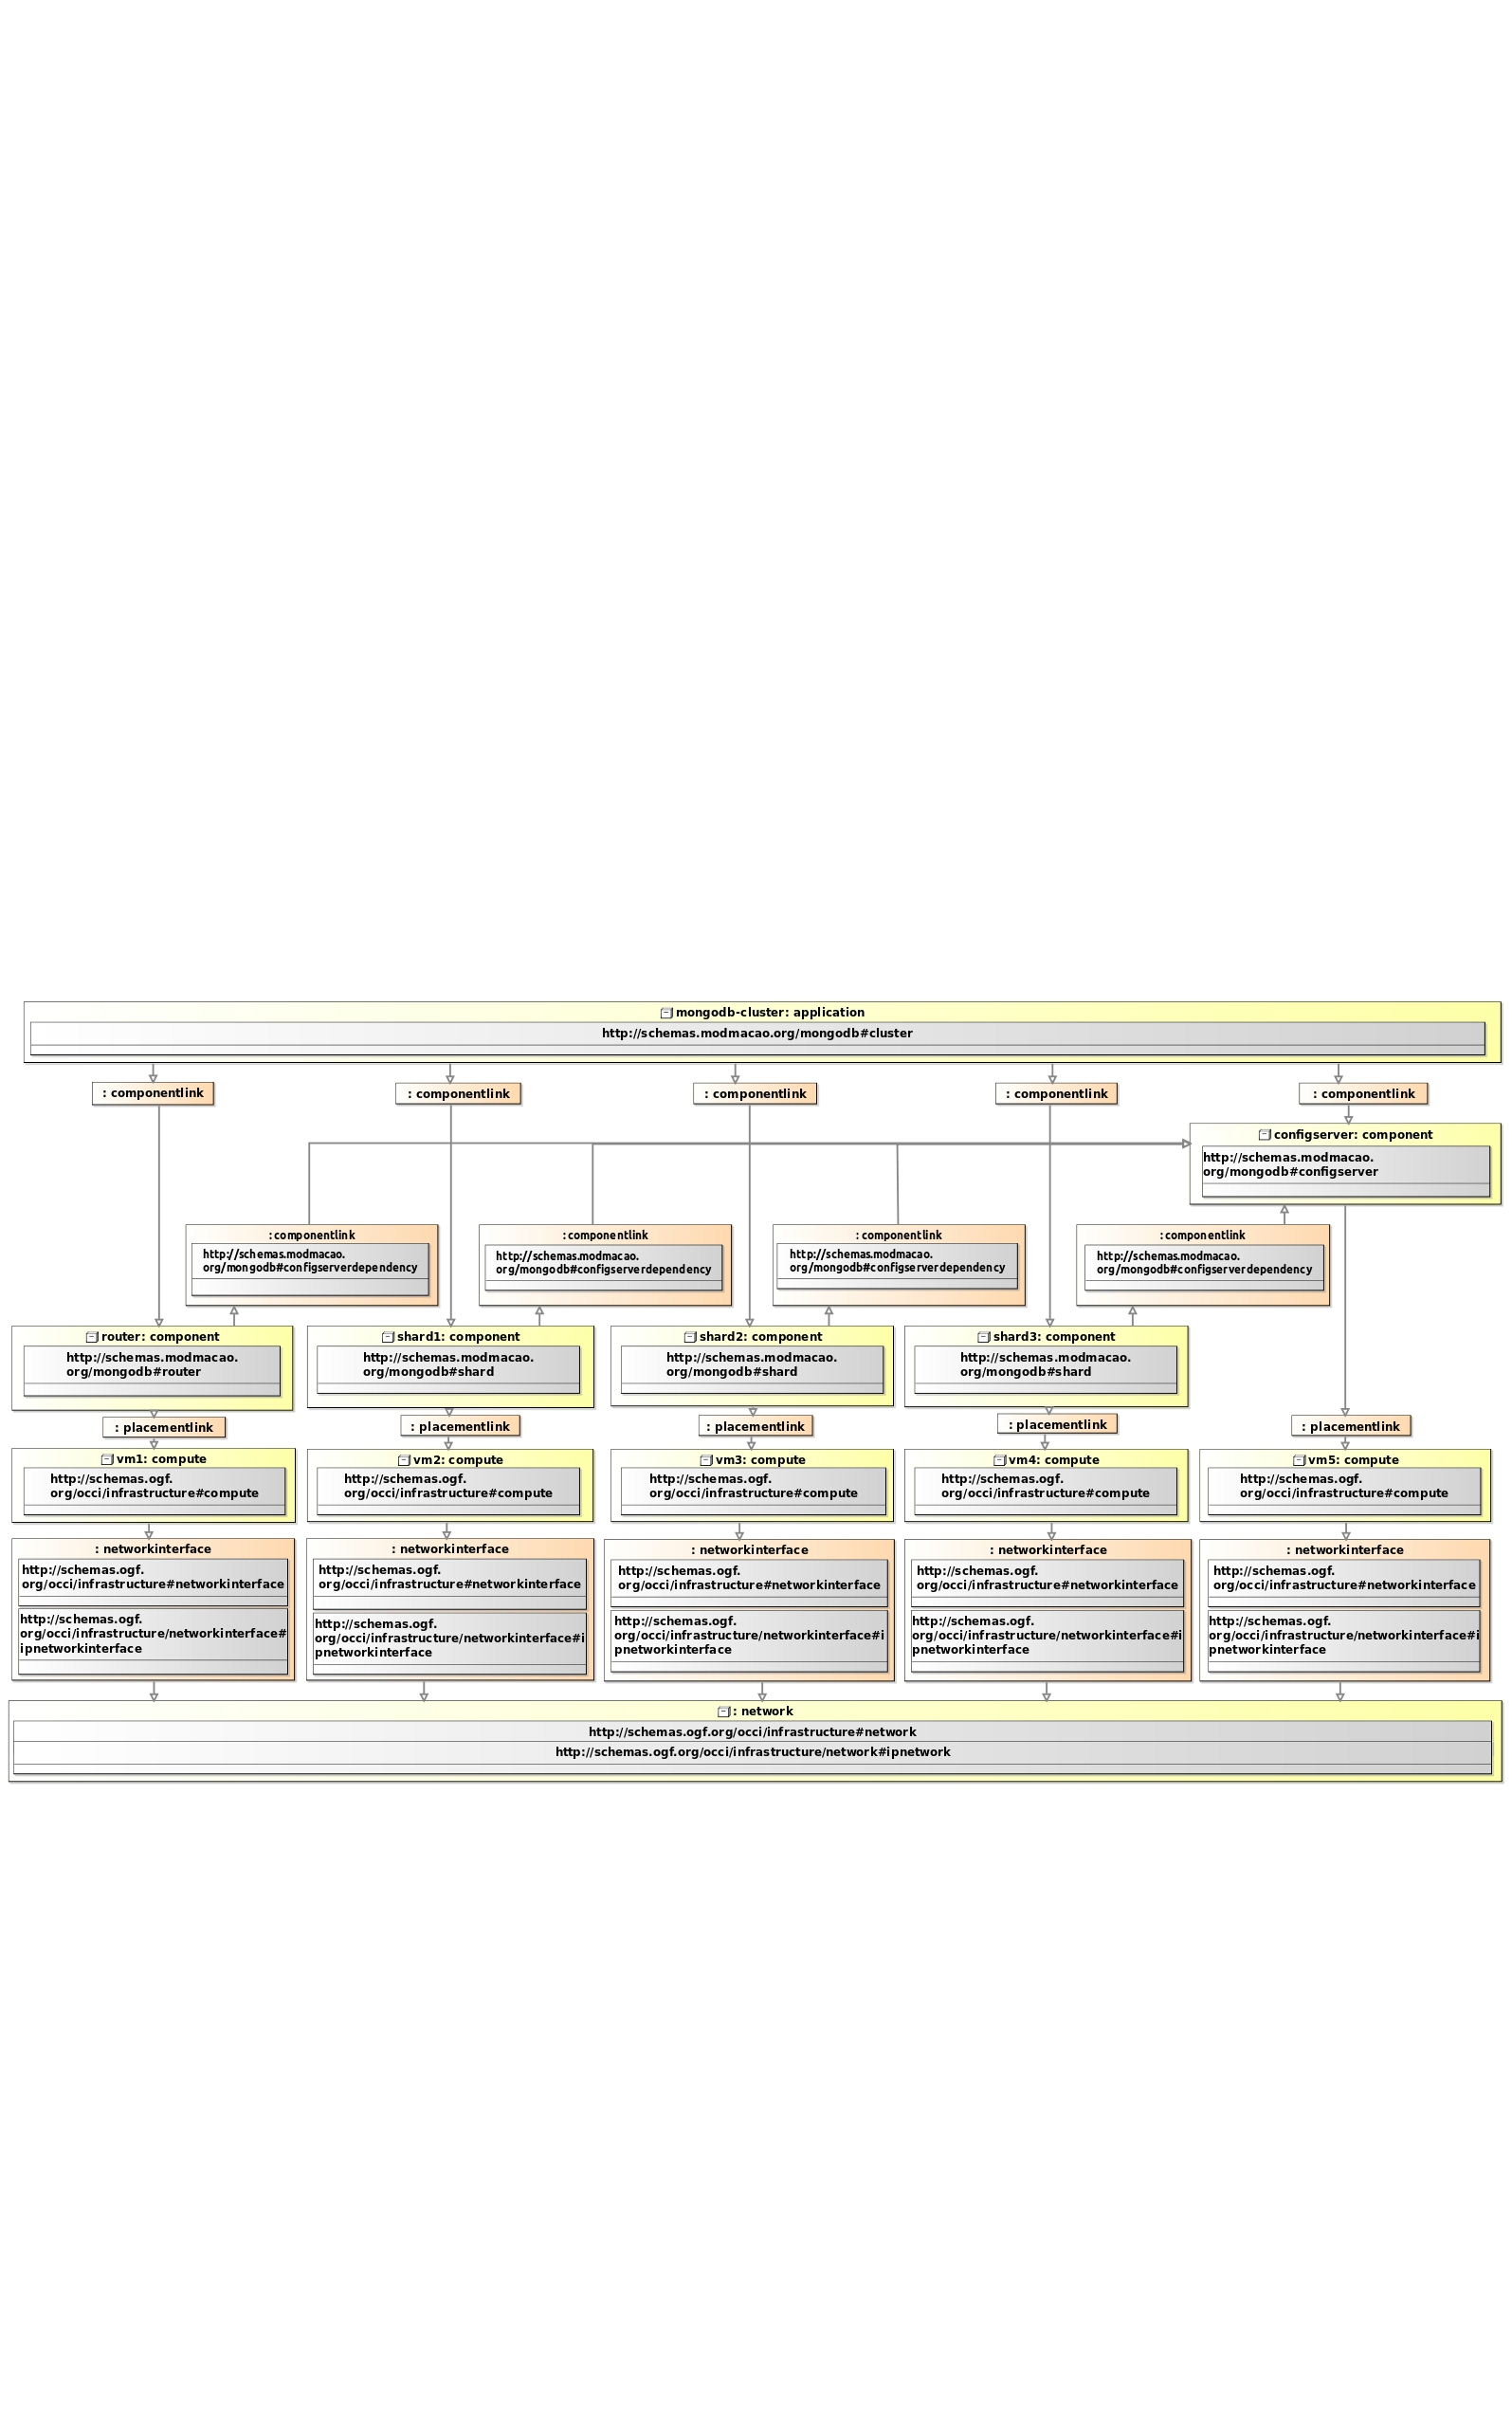 mongodb-cluster: application
http://schemas.modmacao.org/mongodb#cluster
: componentlink
: componentlink
: componentlink
: componentlink
: componentlink
configserver: component
http://schemas.modmacao.
org/mongodb#configserver
: componentlink
http://schemas.modmacao.
org/mongodb#configserverdependency
: componentlink
http://schemas.modmacao.
org/mongodb#configserverdependency
: componentlink
http://schemas.modmacao.
org/mongodb#configserverdependency
: componentlink
http://schemas.modmacao.
org/mongodb#configserverdependency
router: component
http://schemas.modmacao.
org/mongodb#router
shard1: component
http://schemas.modmacao.
org/mongodb#shard
shard2: component
http://schemas.modmacao.
org/mongodb#shard
shard3: component
http://schemas.modmacao.
org/mongodb#shard
: placementlink
: placementlink
: placementlink
: placementlink
: placementlink
vm1: compute
http://schemas.ogf.
org/occi/infrastructure#compute
vm2: compute
http://schemas.ogf.
org/occi/infrastructure#compute
vm3: compute
http://schemas.ogf.
org/occi/infrastructure#compute
vm4: compute
http://schemas.ogf.
org/occi/infrastructure#compute
vm5: compute
http://schemas.ogf.
org/occi/infrastructure#compute
: networkinterface
http://schemas.ogf.
org/occi/infrastructure#networkinterface
http://schemas.ogf.
org/occi/infrastructure/networkinterface#
ipnetworkinterface
: networkinterface
http://schemas.ogf.
org/occi/infrastructure#networkinterface
http://schemas.ogf.
org/occi/infrastructure/networkinterface#i
pnetworkinterface
: networkinterface
http://schemas.ogf.
org/occi/infrastructure#networkinterface
http://schemas.ogf.
org/occi/infrastructure/networkinterface#i
pnetworkinterface
: networkinterface
http://schemas.ogf.
org/occi/infrastructure#networkinterface
http://schemas.ogf.
org/occi/infrastructure/networkinterface#i
pnetworkinterface
: networkinterface
http://schemas.ogf.
org/occi/infrastructure#networkinterface
http://schemas.ogf.
org/occi/infrastructure/networkinterface#i
pnetworkinterface
: network
http://schemas.ogf.org/occi/infrastructure#network
http://schemas.ogf.org/occi/infrastructure/network#ipnetwork